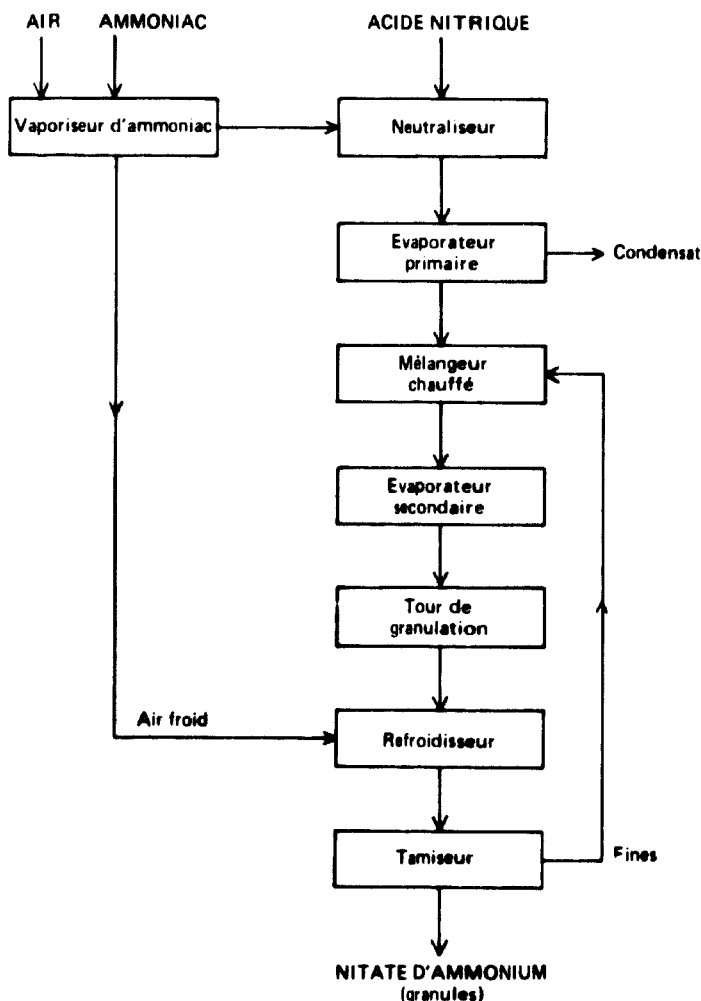 AIR
AMMONIAC
ACIDE NITRIQUE
Vaporiseur d'ammoniac
Neutraliseur
Evaporateur
primaire
Condensat
Mélangeur
chauffé
Evaporateur
secondaire
Tour de
granulation
Air froid
Refroidisseur
Tamiseur
Fines
NITATE D'AMMONIUM
(granules)